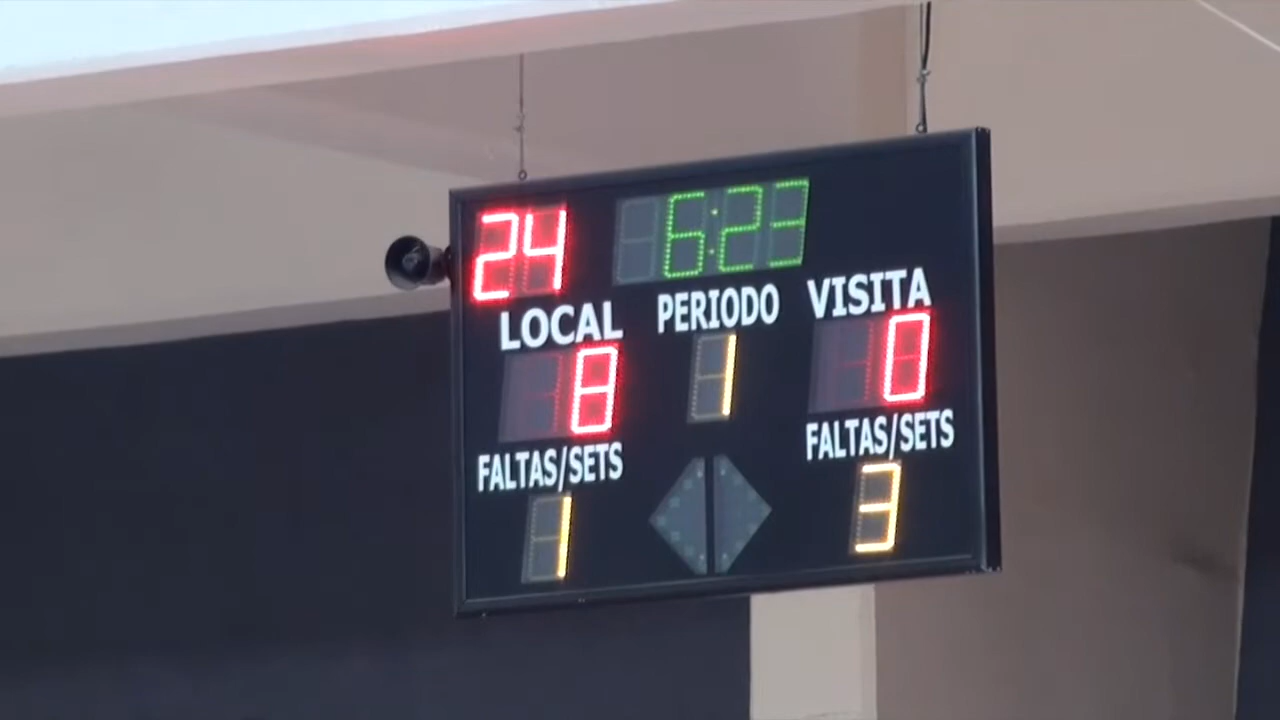 24 6:23
LOCAL PERIODO VISITA
8 1 0
FALTAS/SETS FALTAS/SETS
1 3